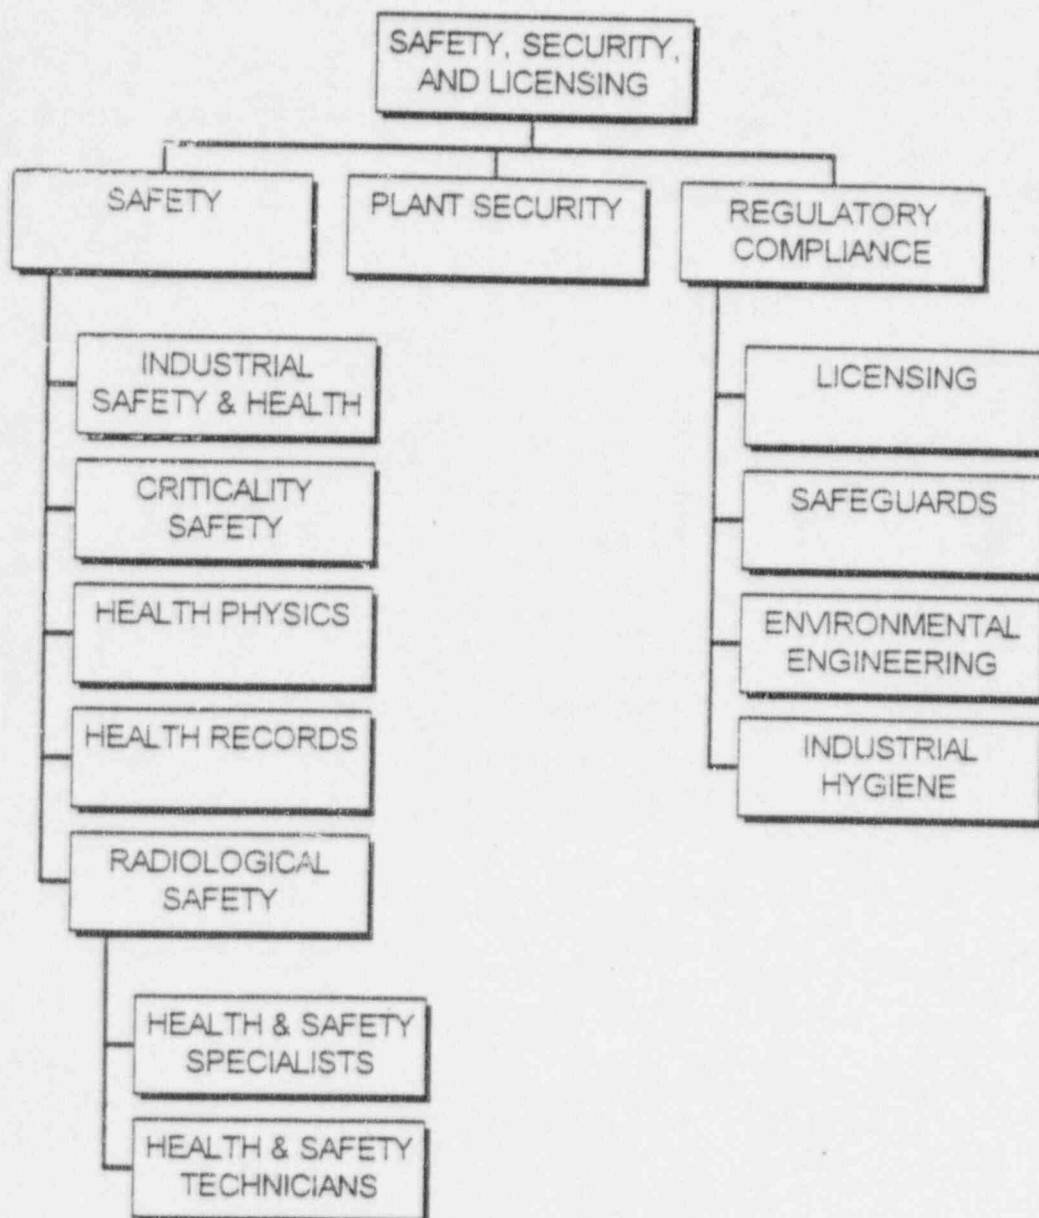 SAFETY, SECURITY,
AND LICENSING
SAFETY
PLANT SECURITY
REGULATORY
COMPLIANCE
INDUSTRIAL
SAFETY & HEALTH
CRITICALITY
SAFETY
HEALTH PHYSICS
HEALTH RECORDS
RADIOLOGICAL
SAFETY
HEALTH & SAFETY
SPECIALISTS
HEALTH & SAFETY
TECHNICIANS
LICENSING
SAFEGUARDS
ENVIRONMENTAL
ENGINEERING
INDUSTRIAL
HYGIENE